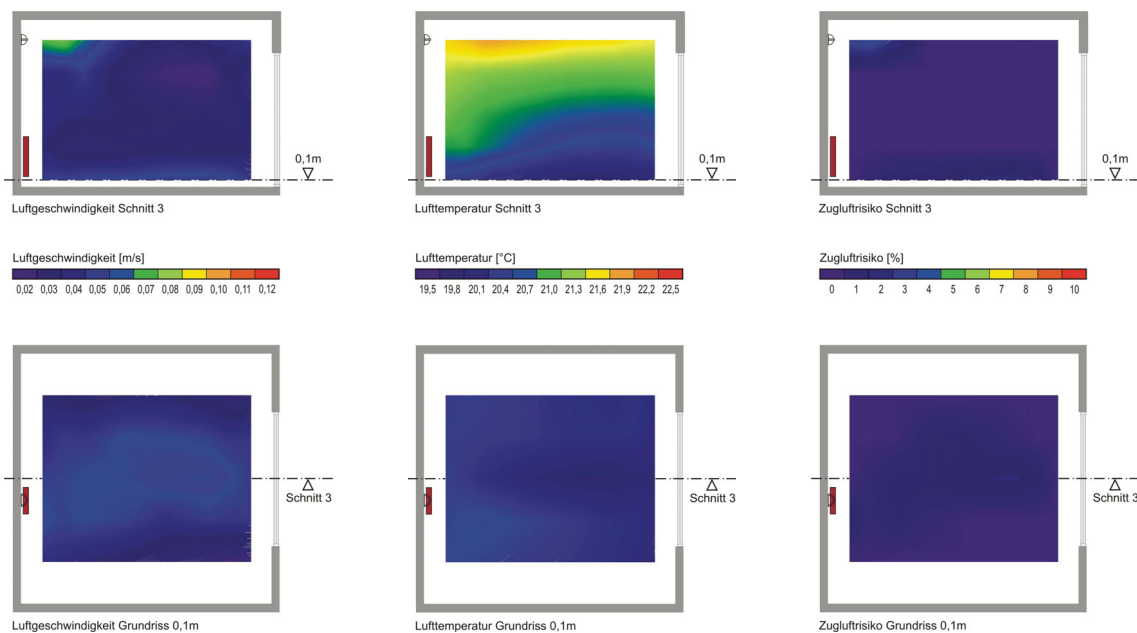 0,1m
0,1m
0,1m
Luftgeschwindigkeit Schnitt 3
Lufttemperatur Schnitt 3
Zugluftrisiko Schnitt 3
Luftgeschwindigkeit [m/s]
Lufttemperatur [°C]
Zugluftrisiko [%]
0,02 0,03 0,04 0,05 0,06 0,07 0,08 0,09 0,10 0,11 0,12
19,5 19,8 20,1 20,4 20,7 21,0 21,3 21,6 21,9 22,2 22,5
0 1 2 3 4 5 6 7 8 9 10
Schnitt 3
Schnitt 3
Schnitt 3
Luftgeschwindigkeit Grundriss 0,1m
Lufttemperatur Grundriss 0,1m
Zugluftrisiko Grundriss 0,1m